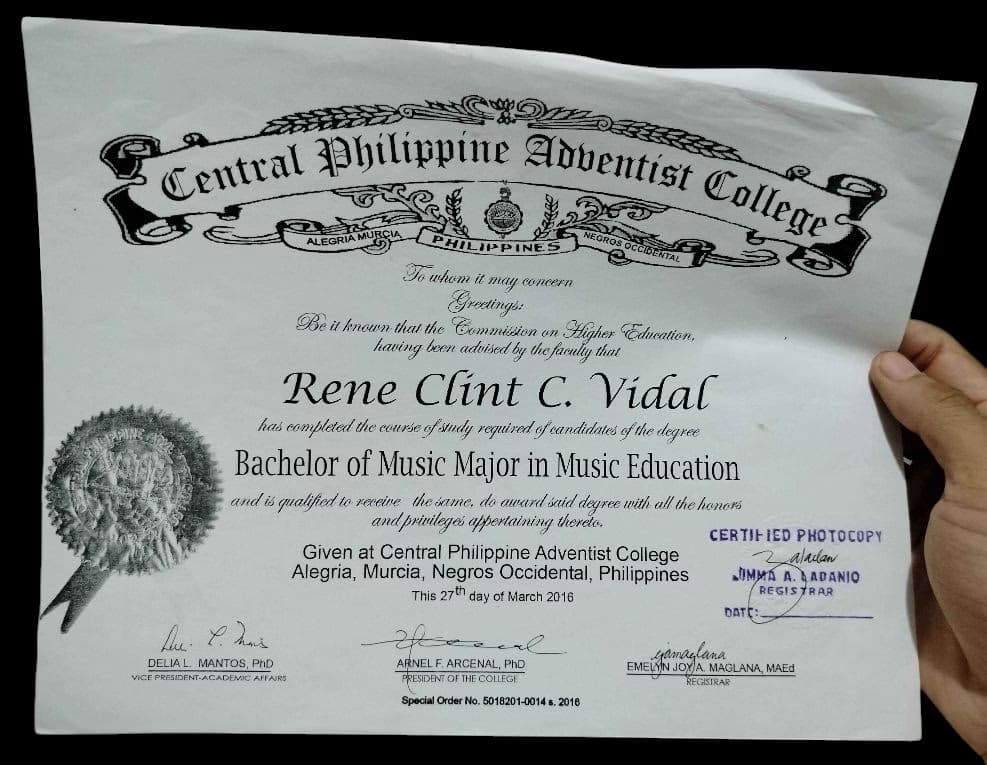 Central Philippine Adventist College
ALEGRIA MURCIA
PHILIPPINES
NEGROS OCCIDENTAL
To whom it may concern
Greetings:
Be it known that the Commission on Higher Education,
having been advised by the faculty that
Rene Clint C. Vidal
has completed the course of study required of candidates of the degree
Bachelor of Music Major in Music Education
and is qualified to receive the same, do award said degree with all the honors
and privileges appertaining thereto.
Given at Central Philippine Adventist College
Alegria, Murcia, Negros Occidental, Philippines
This 27th day of March 2016
CERTIFIED PHOTOCOPY
A. LADANIO
REGISTRAR
DATE:
DELIA L. MANTOS, PhD
VICE PRESIDENT-ACADEMIC AFFAIRS
ARNEL F. ARCENAL, PhD
PRESIDENT OF THE COLLEGE
EMELYN JOY A. MAGLANA, MAEd
REGISTRAR
Special Order No. 5018201-0014 s. 2016